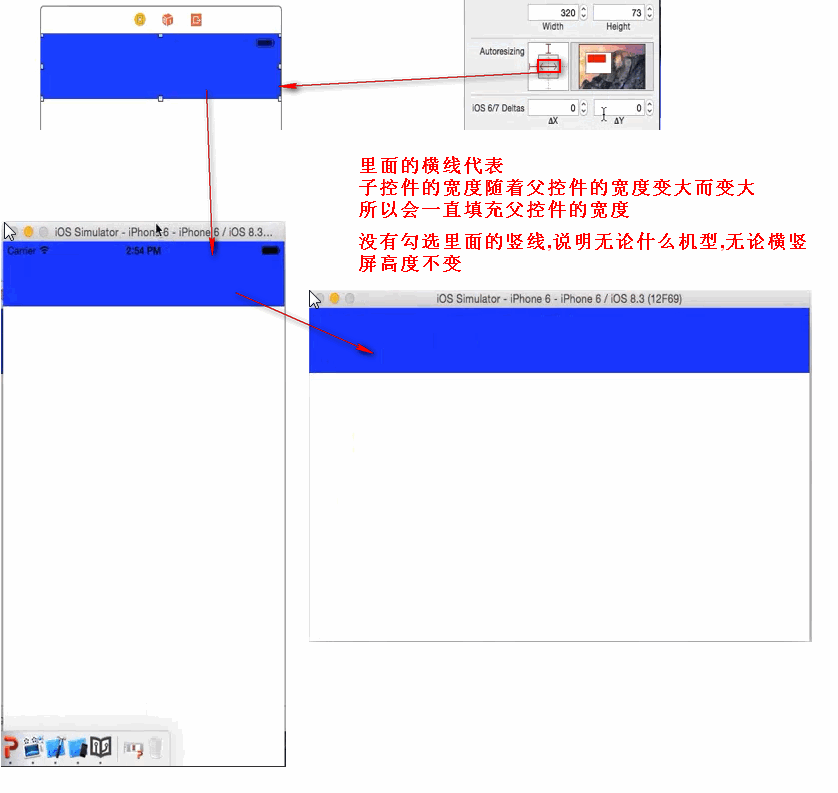 320
73
Width
Height
Autoresizing
iOS 6/7 Deltas
0
0
ΔX
ΔY
里面的横线代表
子控件的宽度随着父控件的宽度变大而变大
所以会一直填充父控件的宽度
没有勾选里面的竖线,说明无论什么机型,无论横竖
屏高度不变
iOS Simulator - iPhone 6 - iPhone 6 / iOS 8.3...
Carrier
2:54 PM
iOS Simulator - iPhone 6 - iPhone 6 / iOS 8.3 (12F69)